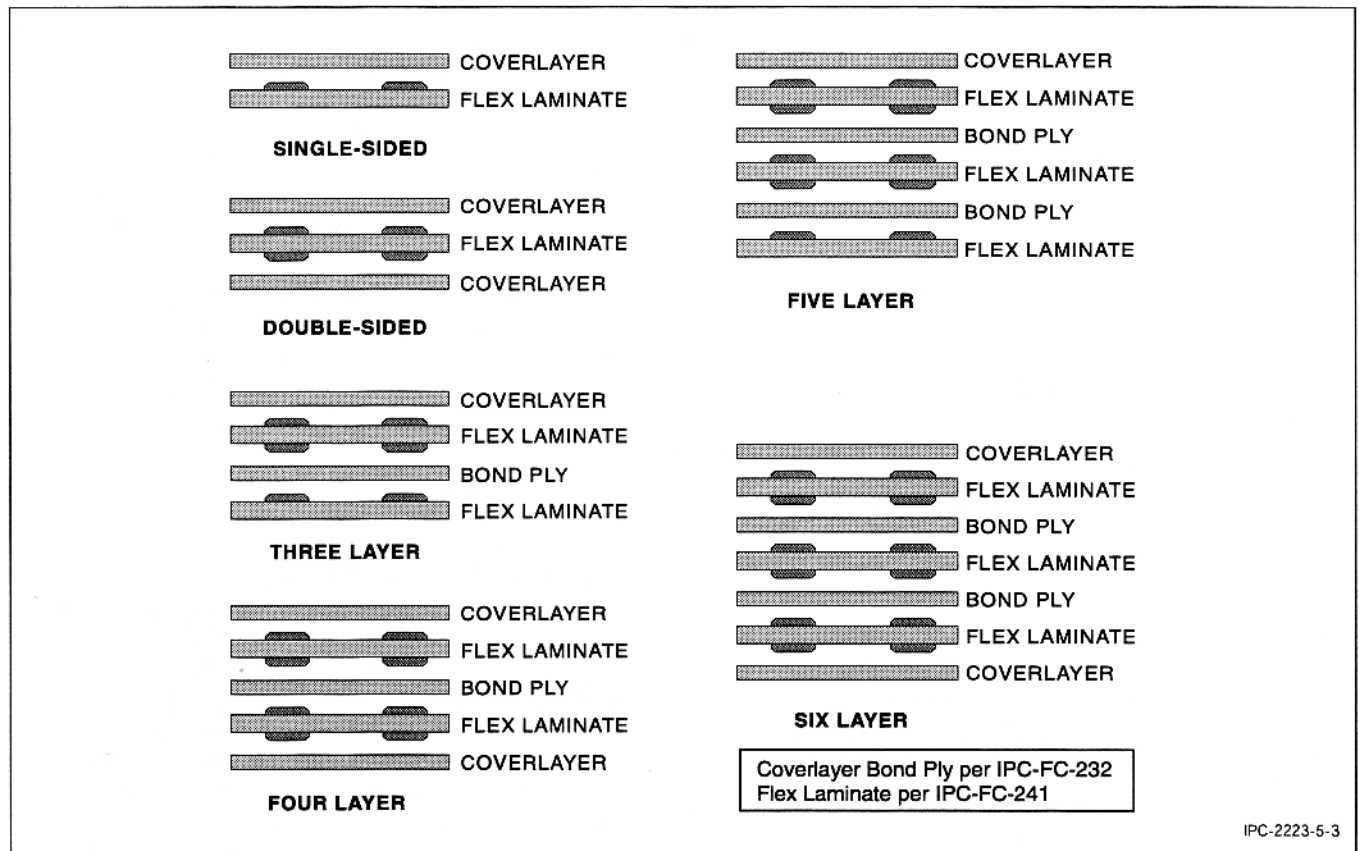 COVERLAYER
FLEX LAMINATE
SINGLE-SIDED
COVERLAYER
FLEX LAMINATE
COVERLAYER
DOUBLE-SIDED
COVERLAYER
FLEX LAMINATE
BOND PLY
FLEX LAMINATE
THREE LAYER
COVERLAYER
FLEX LAMINATE
BOND PLY
FLEX LAMINATE
COVERLAYER
FOUR LAYER
COVERLAYER
FLEX LAMINATE
BOND PLY
FLEX LAMINATE
BOND PLY
FLEX LAMINATE
FIVE LAYER
COVERLAYER
FLEX LAMINATE
BOND PLY
FLEX LAMINATE
BOND PLY
FLEX LAMINATE
COVERLAYER
SIX LAYER
Coverlayer Bond Ply per IPC-FC-232
Flex Laminate per IPC-FC-241
IPC-2223-5-3